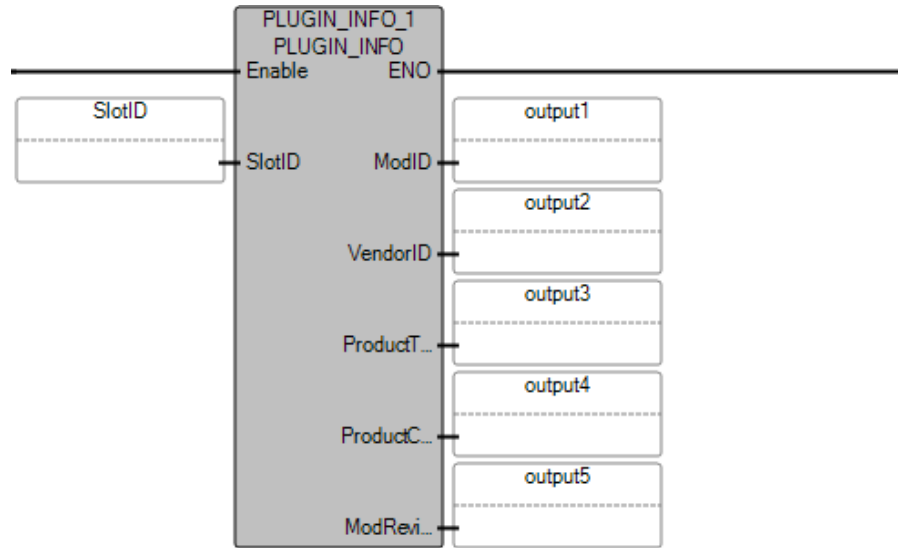 PLUGIN_INFO_1
PLUGIN_INFO
Enable ENO
SlotID output1
SlotID ModID
output2
VendorID
output3
ProductT...
output4
ProductC...
output5
ModRevi...